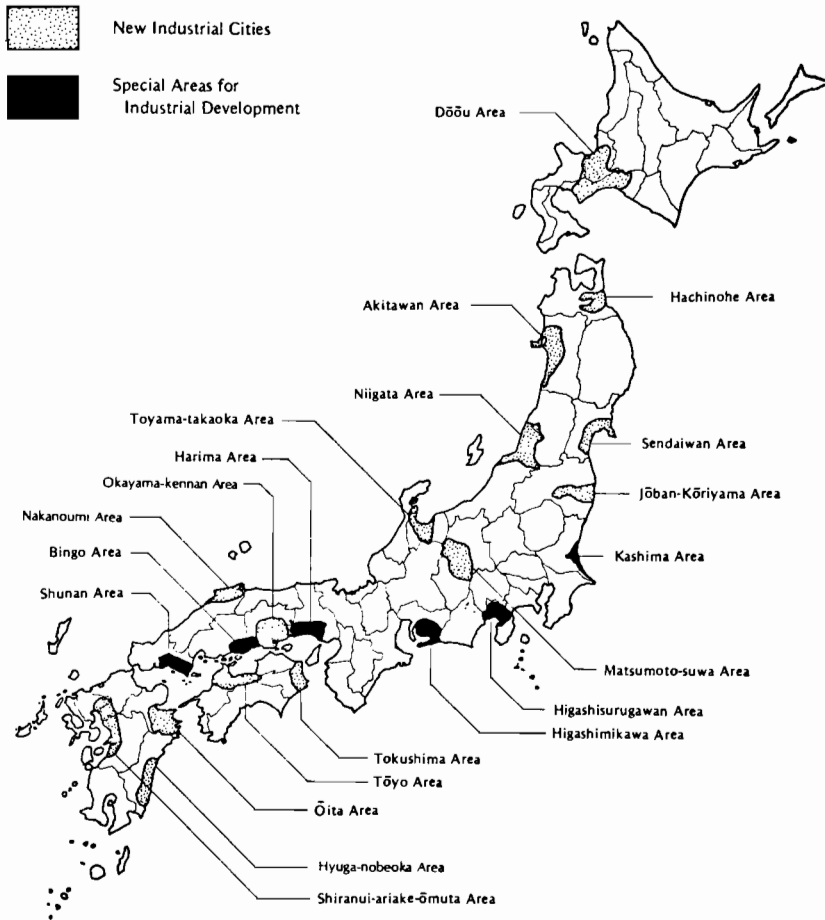 New Industrial Cities
Special Areas for
Industrial Development
Dōōu Area
Hachinohe Area
Akitawan Area
Niigata Area
Toyama-takaoka Area
Sendaiwan Area
Harima Area
Okayama-kennan Area
Jōban-Kōriyama Area
Nakanoumi Area
Bingo Area
Kashima Area
Shunan Area
Matsumoto-suwa Area
Higashisurugawan Area
Higashimikawa Area
Tokushima Area
Tōyo Area
Ōita Area
Hyuga-nobeoka Area
Shiranui-ariake-ōmuta Area